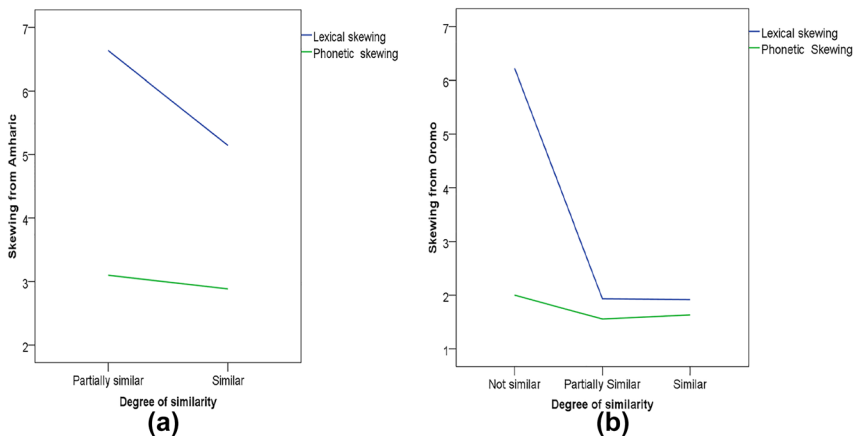 7
6
5
4
3
2
Skewing from Amharic
Partially similar
Similar
Degree of similarity
(a)
Lexical skewing
Phonetic skewing
7
6
5
4
3
2
1
Skewing from Oromo
Not similar
Partially Similar
Similar
Degree of similarity
(b)
Lexical skewing
Phonetic Skewing